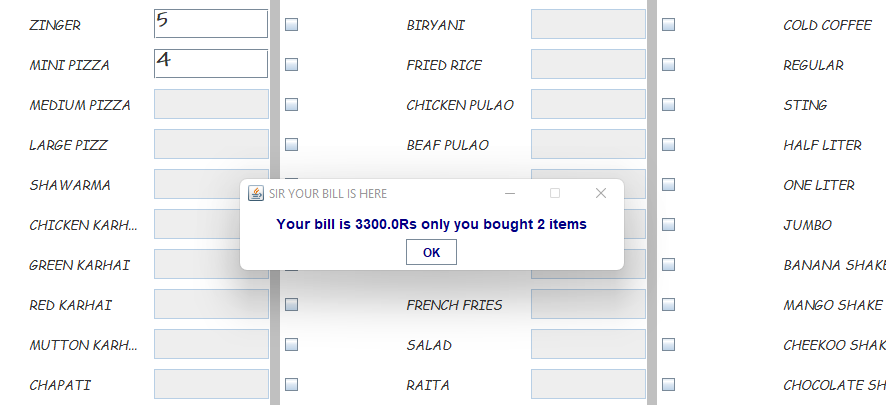 ZINGER 5 BIRYANI COLD COFFEE
MINI PIZZA 4 FRIED RICE REGULAR
MEDIUM PIZZA CHICKEN PULAO STING
LARGE PIZZ BEAF PULAO HALF LITER
SHAWARMA ONE LITER
SIR YOUR BILL IS HERE
CHICKEN KARH... JUMBO
Your bill is 3300.0Rs only you bought 2 items
OK
GREEN KARHAI BANANA SHAKE
RED KARHAI FRENCH FRIES MANGO SHAKE
MUTTON KARH... SALAD CHEEKOO SHAK
CHAPATI RAITA CHOCOLATE SH